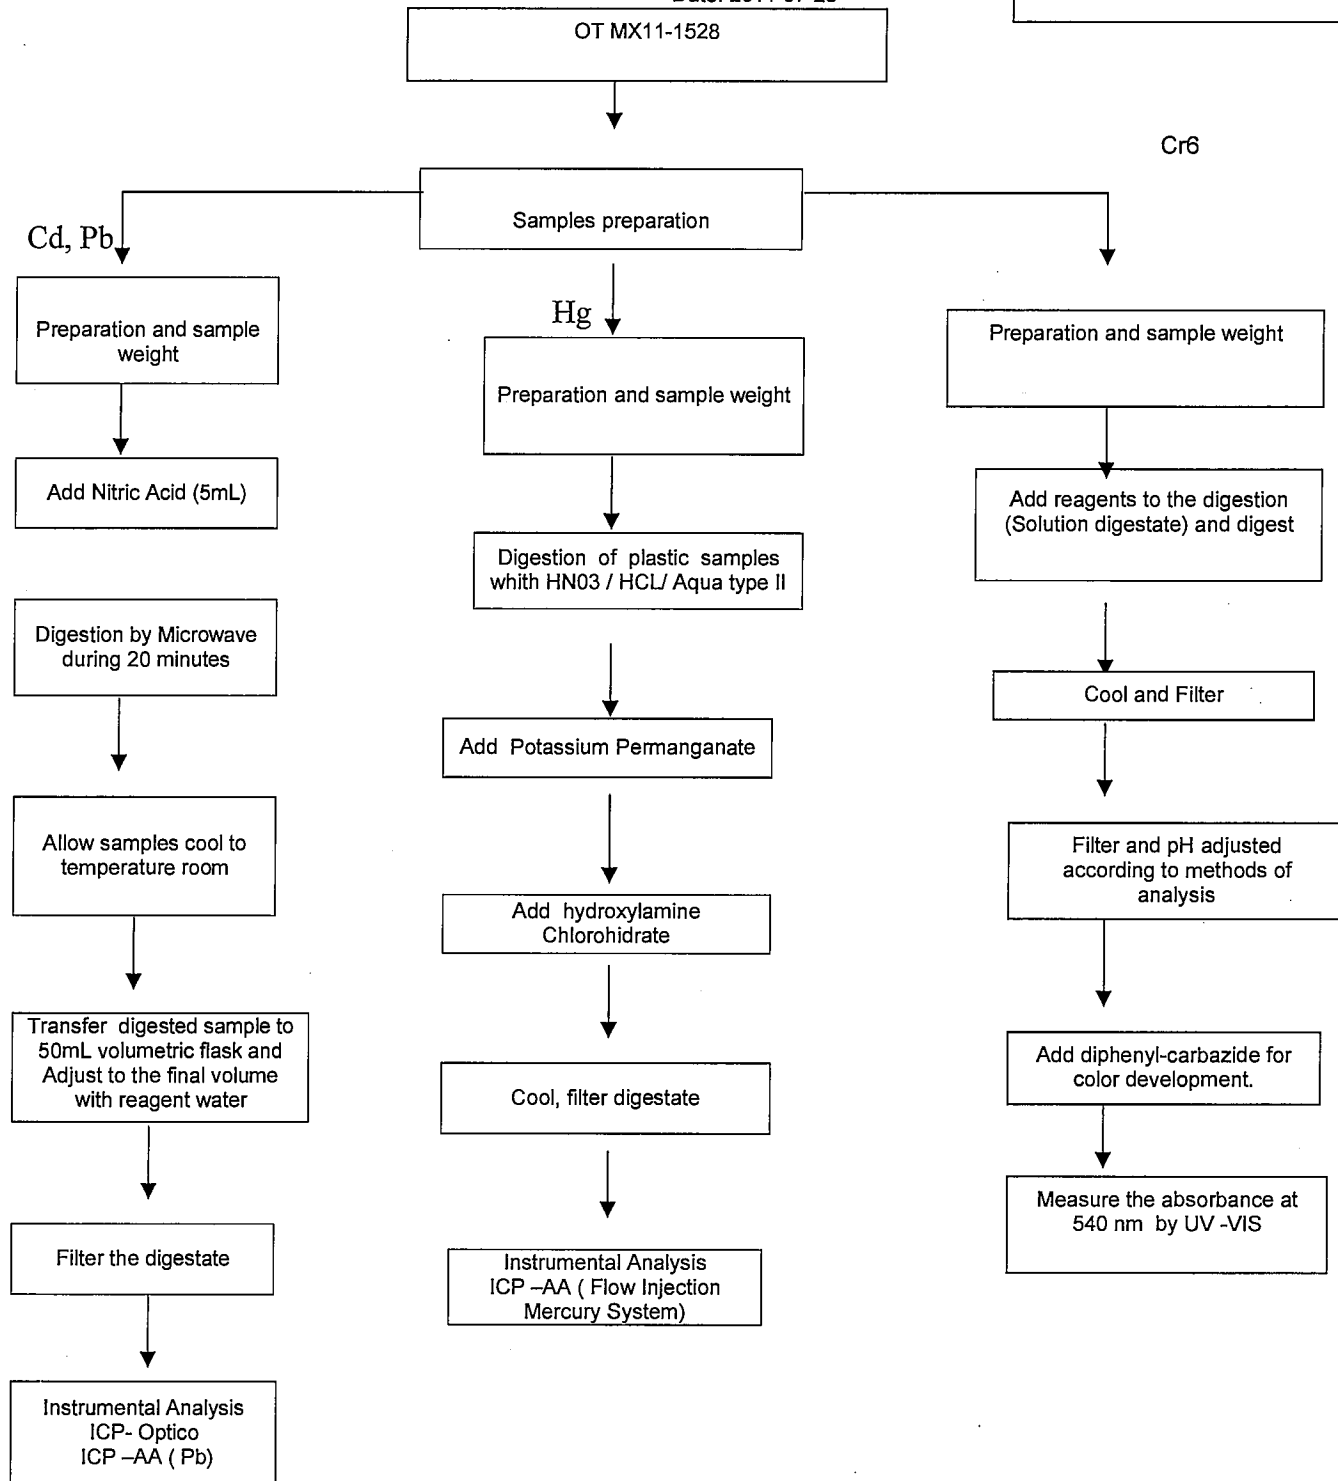 OT MX11-1528
Samples preparation
Cd, Pb
Preparation and sample
weight
Add Nitric Acid (5mL)
Digestion by Microwave
during 20 minutes
Allow samples cool to
temperature room
Transfer digested sample to
50mL volumetric flask and
Adjust to the final volume
with reagent water
Filter the digestate
Instrumental Analysis
ICP- Optico
ICP –AA ( Pb)
Hg
Preparation and sample weight
Digestion of plastic samples
whith HN03 / HCL/ Aqua type II
Add Potassium Permanganate
Add hydroxylamine
Chlorohidrate
Cool, filter digestate
Instrumental Analysis
ICP –AA ( Flow Injection
Mercury System)
Cr6
Preparation and sample weight
Add reagents to the digestion
(Solution digestate) and digest
Cool and Filter
Filter and pH adjusted
according to methods of
analysis
Add diphenyl-carbazide for
color development.
Measure the absorbance at
540 nm by UV -VIS